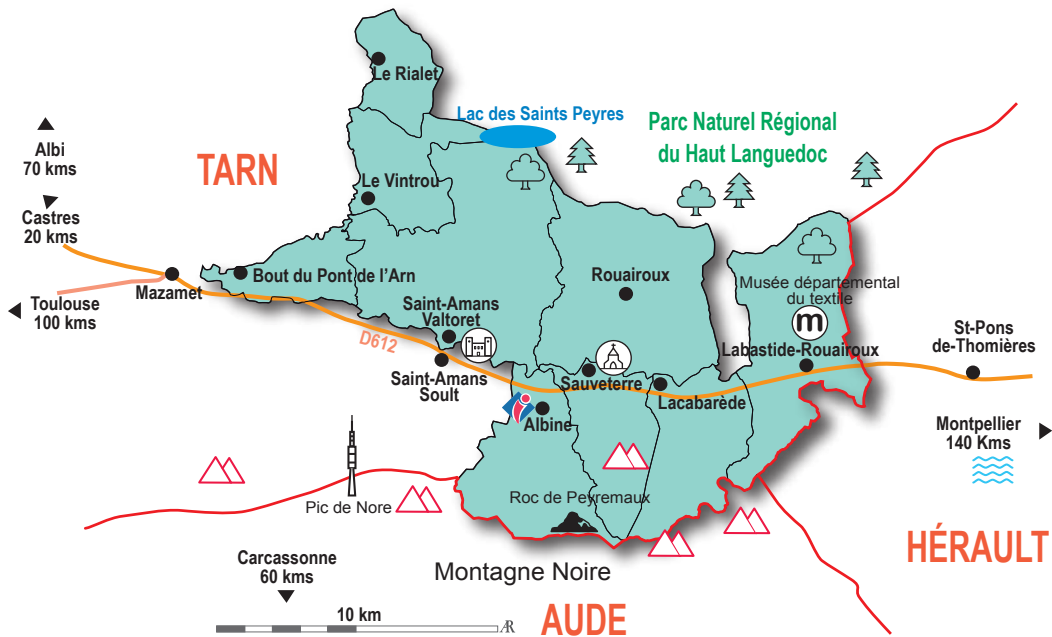 Le Rialet
Lac des Saints Peyres
Parc Naturel Régional
du Haut Languedoc
Albi
70 kms
TARN
Le Vintrou
Castres
20 kms
Bout du Pont de l'Arn
Mazamet
Rouairoux
Musée départemental
du textile
m
Toulouse
100 kms
Saint-Amans
Valtoret
D612
St-Pons
de-Thomières
Labastide-Rouairoux
Saint-Amans
Soult
Sauveterre
Lacabarède
Albine
Montpellier
140 Kms
Roc de Peyremaux
Pic de Nore
HÉRAULT
Carcassonne
60 kms
Montagne Noire
10 km
AUDE